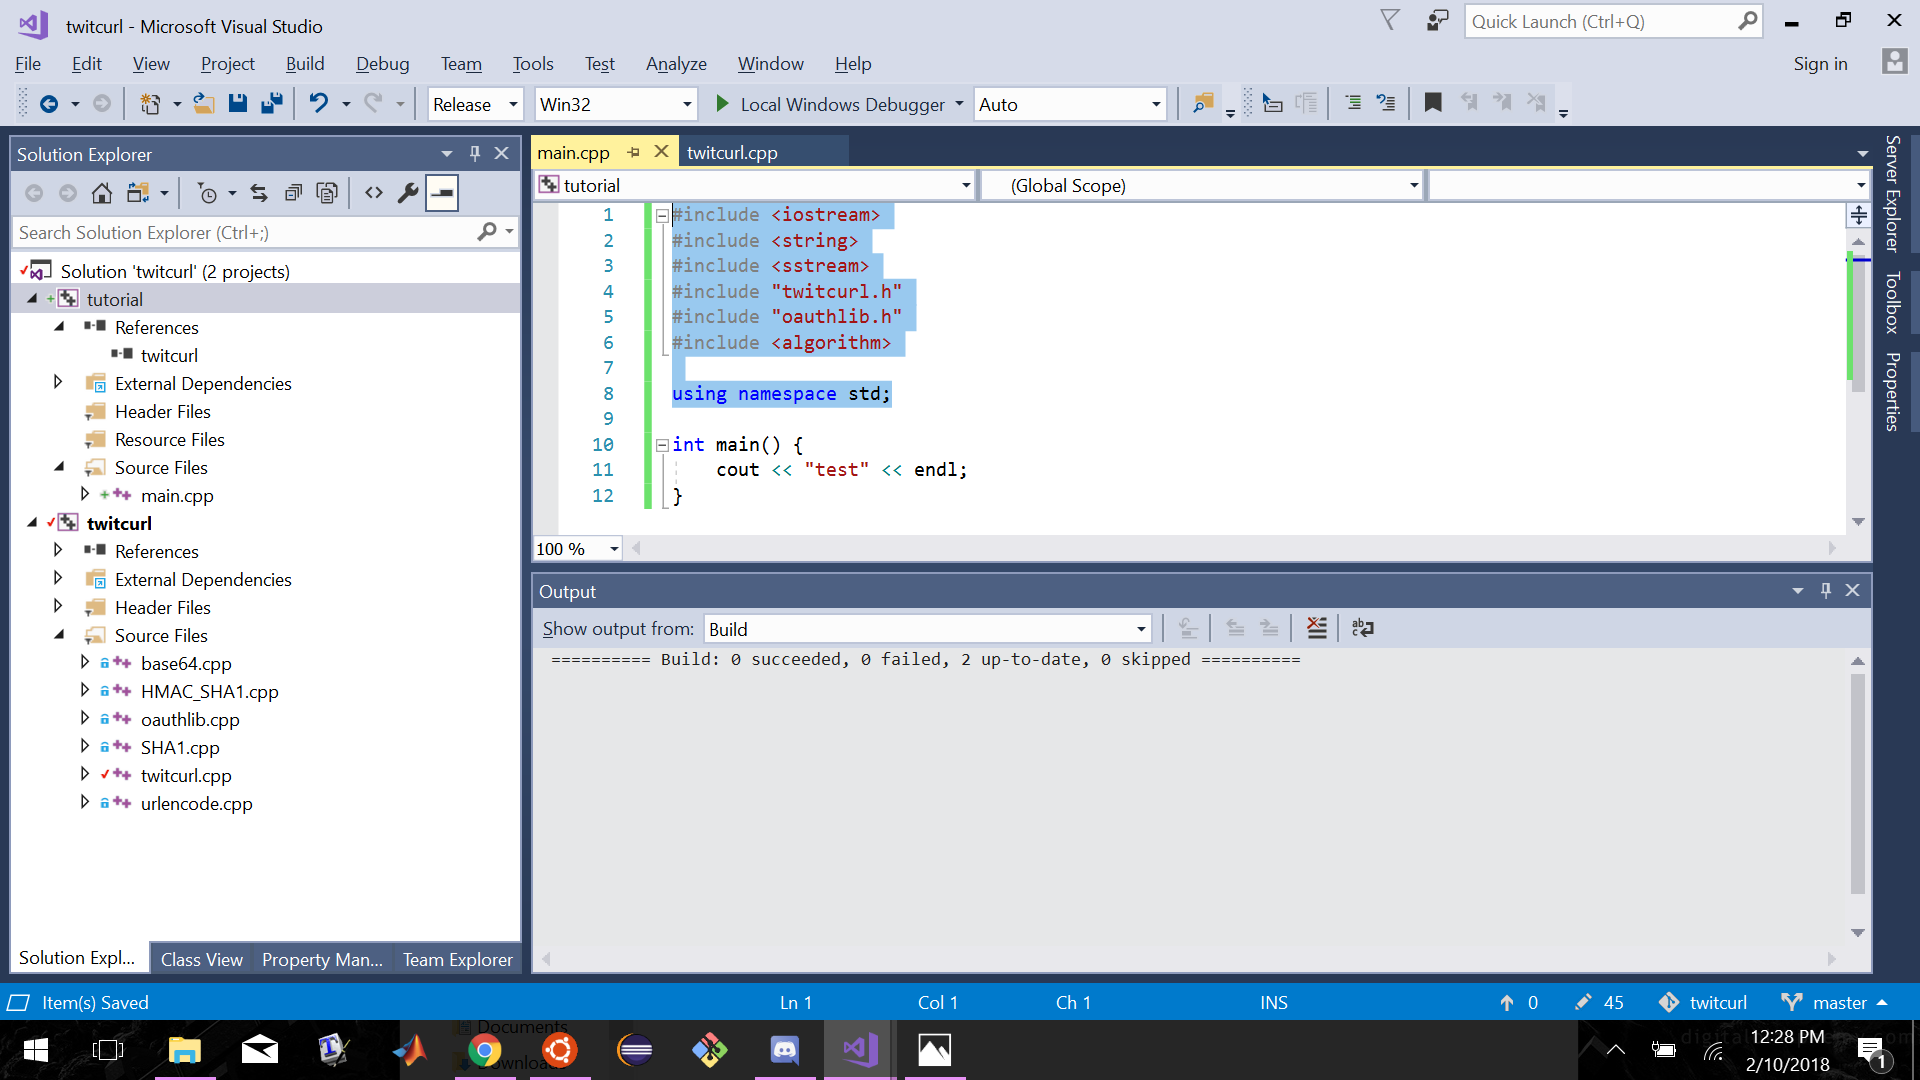 twitcurl - Microsoft Visual Studio
Quick Launch (Ctrl+Q)
File Edit View Project Build Debug Team Tools Test Analyze Window Help
Sign in
Release Win32 Local Windows Debugger Auto
Solution Explorer
Search Solution Explorer (Ctrl+;)
Solution 'twitcurl' (2 projects)
tutorial
References
twitcurl
External Dependencies
Header Files
Resource Files
Source Files
main.cpp
twitcurl
References
External Dependencies
Header Files
Source Files
base64.cpp
HMAC_SHA1.cpp
oauthlib.cpp
SHA1.cpp
twitcurl.cpp
urlencode.cpp
Solution Expl... Class View Property Man... Team Explorer
main.cpp twitcurl.cpp
tutorial (Global Scope)
1 #include <iostream>
2 #include <string>
3 #include <sstream>
4 #include "twitcurl.h"
5 #include "oauthlib.h"
6 #include <algorithm>
7
8 using namespace std;
9
10 int main() {
11 cout << "test" << endl;
12 }
100 %
Output
Show output from: Build
========== Build: 0 succeeded, 0 failed, 2 up-to-date, 0 skipped ==========
Server Explorer
Toolbox
Properties
Item(s) Saved Ln 1 Col 1 Ch 1 INS 0 45 twitcurl master
Documents
12:28 PM
2/10/2018
1